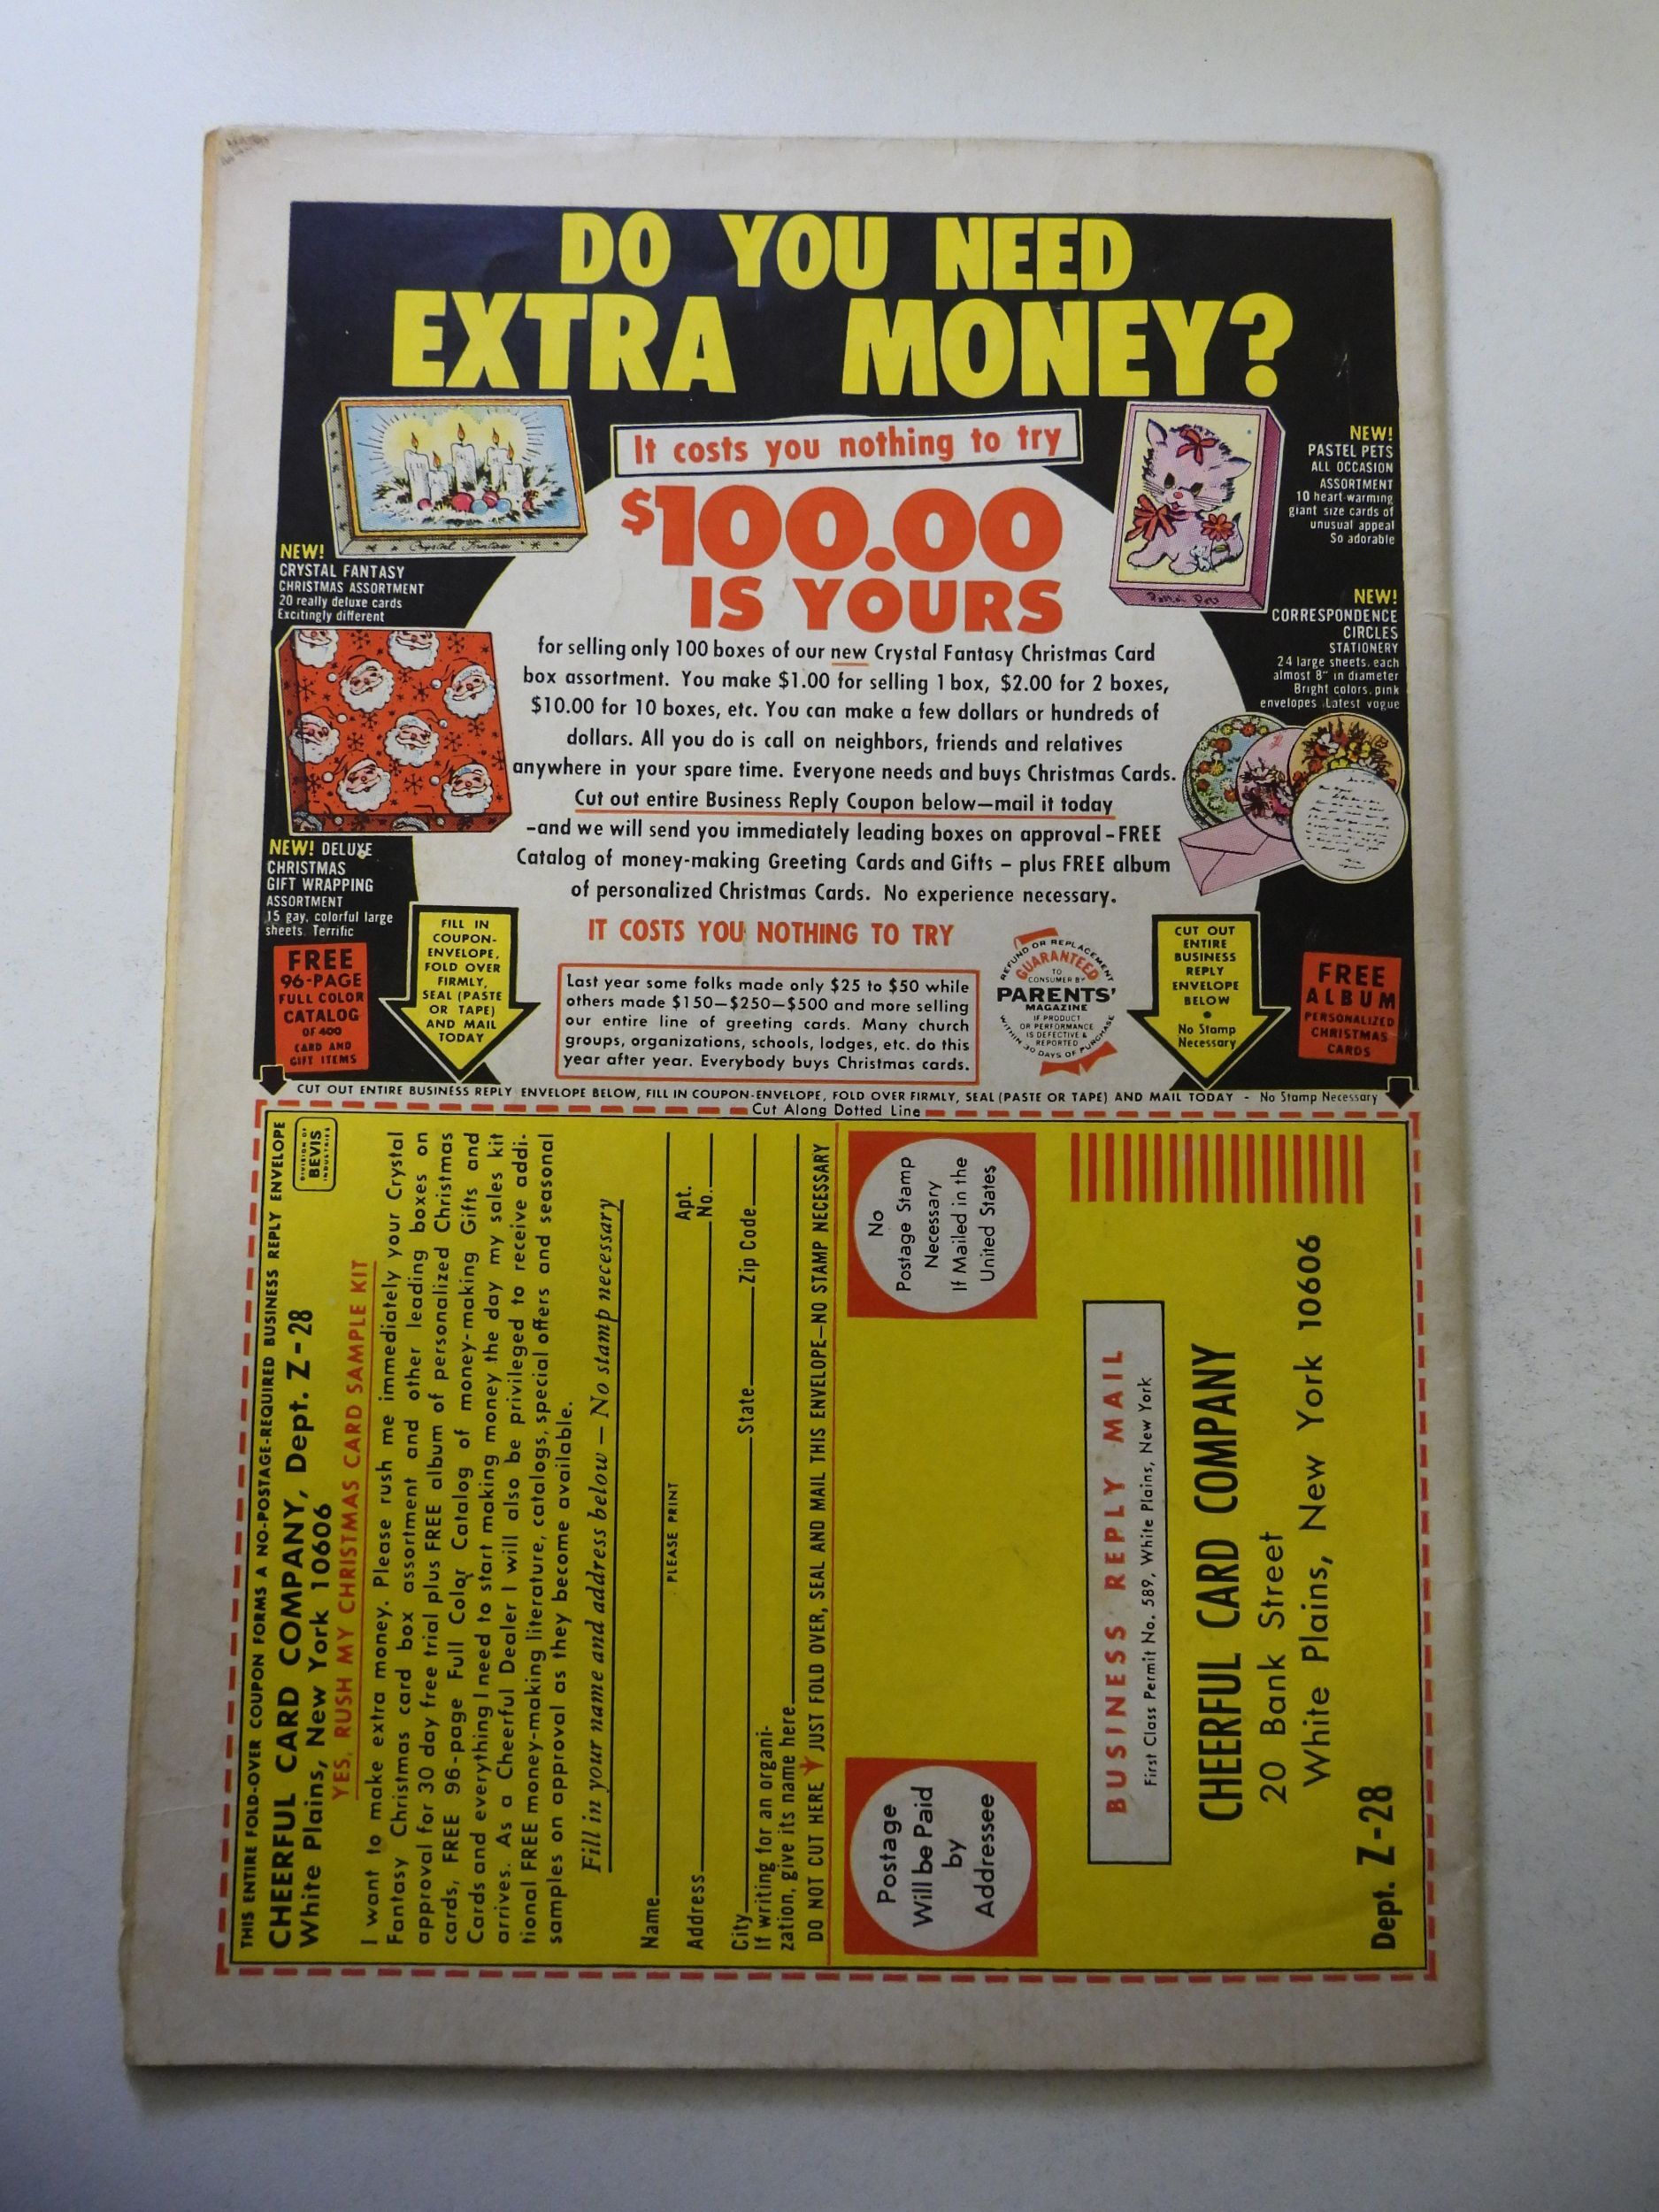 DO YOU NEED
EXTRA MONEY?
It costs you nothing to try
$100.00
IS YOURS
Crystal Fantasy
NEW!
CRYSTAL FANTASY
CHRISTMAS ASSORTMENT
20 really deluxe cards
Excitingly different
Pastel Pets
NEW!
PASTEL PETS
ALL OCCASION
ASSORTMENT
10 heart-warming
giant size cards of
unusual appeal
So adorable
NEW!
CORRESPONDENCE
CIRCLES
STATIONERY
24 large sheets, each
almost 8" in diameter
Bright colors, pink
envelopes Latest vogue
for selling only 100 boxes of our new Crystal Fantasy Christmas Card
box assortment. You make $1.00 for selling 1 box, $2.00 for 2 boxes,
$10.00 for 10 boxes, etc. You can make a few dollars or hundreds of
dollars. All you do is call on neighbors, friends and relatives
anywhere in your spare time. Everyone needs and buys Christmas Cards.
Cut out entire Business Reply Coupon below—mail it today
-and we will send you immediately leading boxes on approval-FREE
Catalog of money-making Greeting Cards and Gifts - plus FREE album
of personalized Christmas Cards. No experience necessary.
NEW! DELUXE
CHRISTMAS
GIFT WRAPPING
ASSORTMENT
15 gay, colorful large
sheets. Terrific
FREE
96-PAGE
FULL COLOR
CATALOG
OF 400
CARD AND
GIFT ITEMS
FILL IN
COUPON-
ENVELOPE,
FOLD OVER
FIRMLY,
SEAL (PASTE
OR TAPE)
AND MAIL
TODAY
IT COSTS YOU NOTHING TO TRY
Last year some folks made only $25 to $50 while
others made $150—$250—$500 and more selling
our entire line of greeting cards. Many church
groups, organizations, schools, lodges, etc. do this
year after year. Everybody buys Christmas cards.
REFUND OR REPLACEMENT
GUARANTEED
TO
CONSUMER BY
PARENTS'
MAGAZINE
IF PRODUCT
OR PERFORMANCE
IS DEFECTIVE &
REPORTED
WITHIN 30 DAYS OF PURCHASE
CUT OUT
ENTIRE
BUSINESS
REPLY
ENVELOPE
BELOW
•
No Stamp
Necessary
FREE
ALBUM
PERSONALIZED
CHRISTMAS
CARDS
CUT OUT ENTIRE BUSINESS REPLY ENVELOPE BELOW, FILL IN COUPON-ENVELOPE, FOLD OVER FIRMLY, SEAL (PASTE OR TAPE) AND MAIL TODAY - No Stamp Necessary
Cut Along Dotted Line
THIS ENTIRE FOLD-OVER COUPON FORMS A NO-POSTAGE-REQUIRED BUSINESS REPLY ENVELOPE
CHEERFUL CARD COMPANY, Dept. Z-28
White Plains, New York 10606
DIVISION OF
BEVIS
INDUSTRIES
YES, RUSH MY CHRISTMAS CARD SAMPLE KIT
I want to make extra money. Please rush me immediately your Crystal
Fantasy Christmas card box assortment and other leading boxes on
approval for 30 day free trial plus FREE album of personalized Christmas
cards, FREE 96-page Full Color Catalog of money-making Gifts and
Cards and everything I need to start making money the day my sales kit
arrives. As a Cheerful Dealer I will also be privileged to receive addi-
tional FREE money-making literature, catalogs, special offers and seasonal
samples on approval as they become available.
Fill in your name and address below — No stamp necessary
Name
PLEASE PRINT
Address
Apt.
No.
City
State
Zip Code
If writing for an organi-
zation, give its name here
DO NOT CUT HERE JUST FOLD OVER, SEAL AND MAIL THIS ENVELOPE—NO STAMP NECESSARY
Postage
Will be Paid
by
Addressee
No
Postage Stamp
Necessary
If Mailed in the
United States
BUSINESS REPLY MAIL
First Class Permit No. 589, White Plains, New York
CHEERFUL CARD COMPANY
20 Bank Street
White Plains, New York 10606
Dept. Z-28